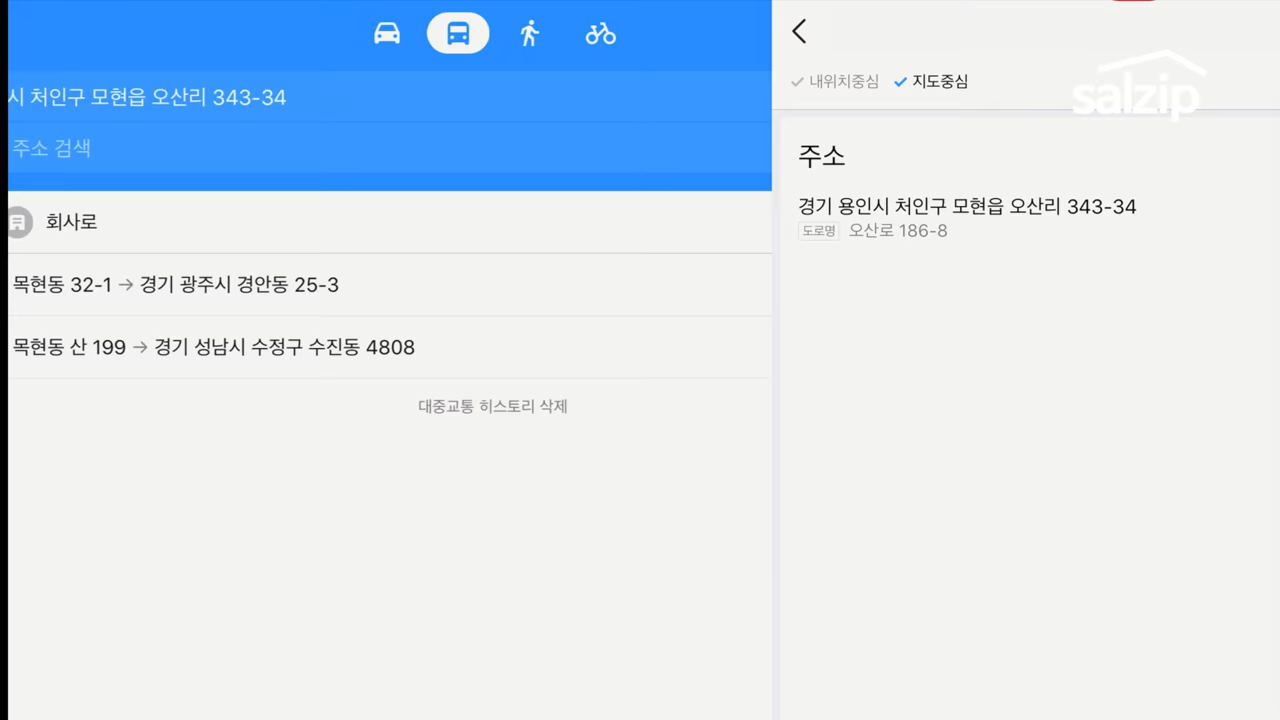 시 처인구 모현읍 오산리 343-34
주소 검색
회사로
목현동 32-1 → 경기 광주시 경안동 25-3
목현동 산 199 → 경기 성남시 수정구 수진동 4808
대중교통 히스토리 삭제
내위치중심 지도중심
salzip
주소
경기 용인시 처인구 모현읍 오산리 343-34
도로명 오산로 186-8